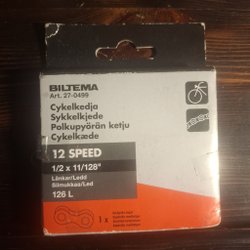 BILTEMA
Art. 27-0499
Cykelkedja
Sykkelkjede
Polkupyörän ketju
Cykelkæde
12 SPEED
1/2 x 11/128"
Länkar/Ledd
Silmukkaa/Led
126 L
1 x